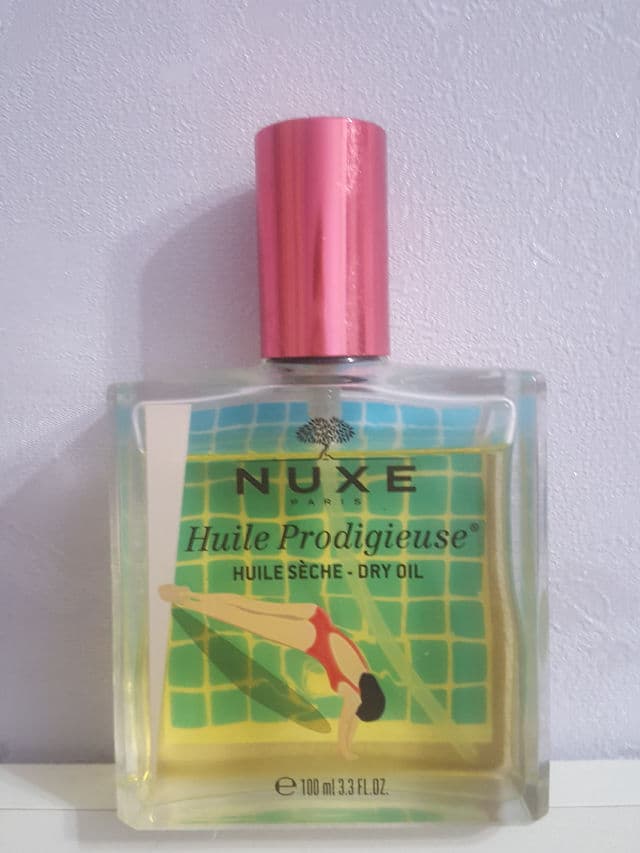 NUXE
PARIS
Huile Prodigieuse®
HUILE SÈCHE - DRY OIL
℮ 100 ml 3.3 FL.OZ.